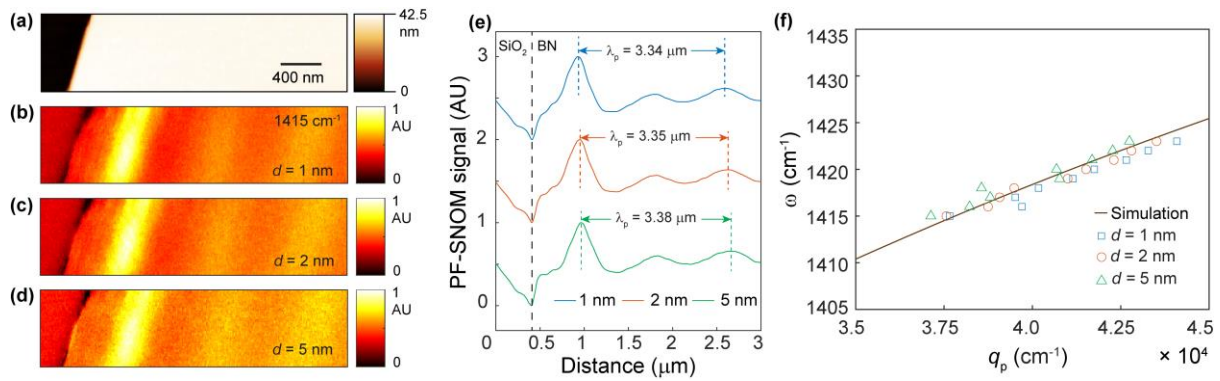 (a)
42.5
nm
0
400 nm
(b)
1415 cm⁻¹
d = 1 nm
1
AU
0
(c)
d = 2 nm
1
AU
0
(d)
d = 5 nm
1
AU
0
(e)
PF-SNOM signal (AU)
3
2
1
0
SiO₂ BN
λₚ = 3.34 μm
λₚ = 3.35 μm
λₚ = 3.38 μm
1 nm 2 nm 5 nm
0 0.5 1 1.5 2 2.5 3
Distance (μm)
(f)
ω (cm⁻¹)
1435
1430
1425
1420
1415
1410
1405
Simulation
d = 1 nm
d = 2 nm
d = 5 nm
3.5 3.75 4.0 4.25 4.5
qₚ (cm⁻¹) × 10⁴